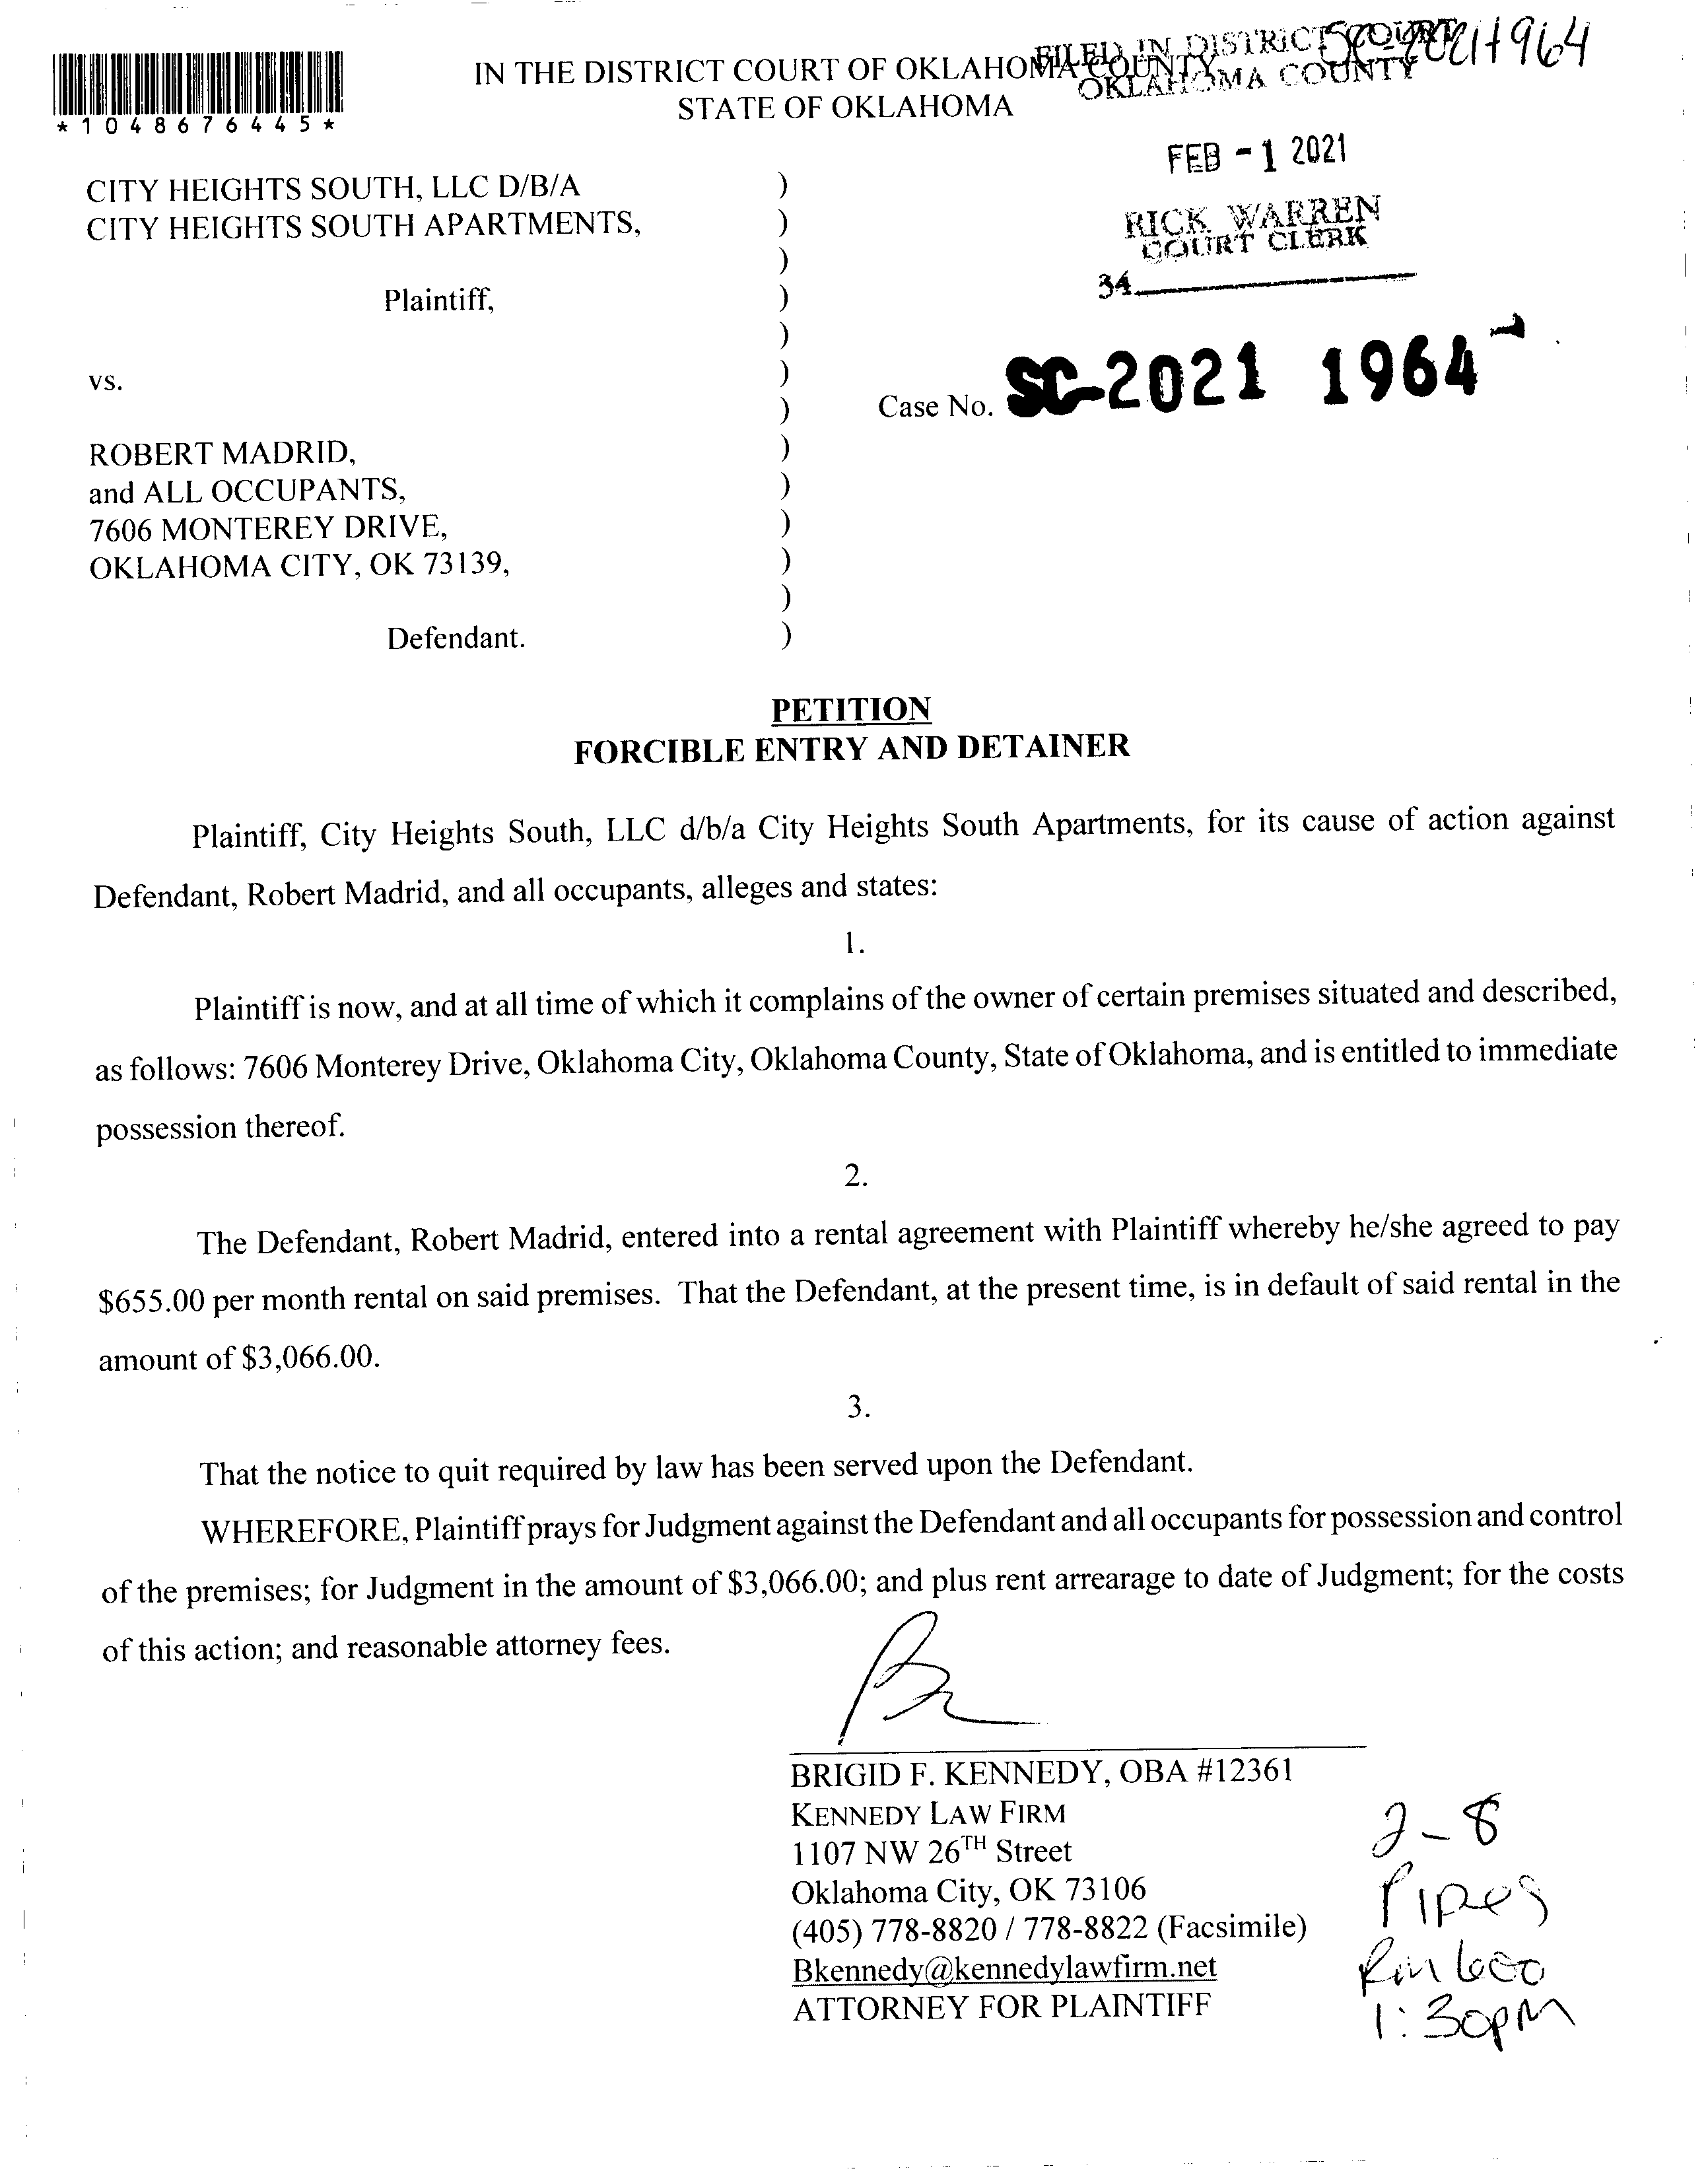 IN THE DISTRICT COURT OF OKLAHOMA COUNTY
STATE OF OKLAHOMA
FILED IN DISTRICT COURT
OKLAHOMA COUNTY
*1048676445*
FEB -1 2021
RICK WARREN
COURT CLERK
34
CITY HEIGHTS SOUTH, LLC D/B/A )
CITY HEIGHTS SOUTH APARTMENTS, )
)
Plaintiff, )
)
vs. )
Case No. SC-2021 1964
)
ROBERT MADRID, )
and ALL OCCUPANTS, )
7606 MONTEREY DRIVE, )
OKLAHOMA CITY, OK 73139, )
)
Defendant. )
PETITION
FORCIBLE ENTRY AND DETAINER
Plaintiff, City Heights South, LLC d/b/a City Heights South Apartments, for its cause of action against
Defendant, Robert Madrid, and all occupants, alleges and states:
1.
Plaintiff is now, and at all time of which it complains of the owner of certain premises situated and described,
as follows: 7606 Monterey Drive, Oklahoma City, Oklahoma County, State of Oklahoma, and is entitled to immediate
possession thereof.
2.
The Defendant, Robert Madrid, entered into a rental agreement with Plaintiff whereby he/she agreed to pay
$655.00 per month rental on said premises. That the Defendant, at the present time, is in default of said rental in the
amount of $3,066.00.
3.
That the notice to quit required by law has been served upon the Defendant.
WHEREFORE, Plaintiff prays for Judgment against the Defendant and all occupants for possession and control
of the premises; for Judgment in the amount of $3,066.00; and plus rent arrearage to date of Judgment; for the costs
of this action; and reasonable attorney fees.
BRIGID F. KENNEDY, OBA #12361
KENNEDY LAW FIRM
1107 NW 26TH Street
Oklahoma City, OK 73106
(405) 778-8820 / 778-8822 (Facsimile)
Bkennedy@kennedylawfirm.net
ATTORNEY FOR PLAINTIFF
2-8
Pipes
Rm 600
1:30pm